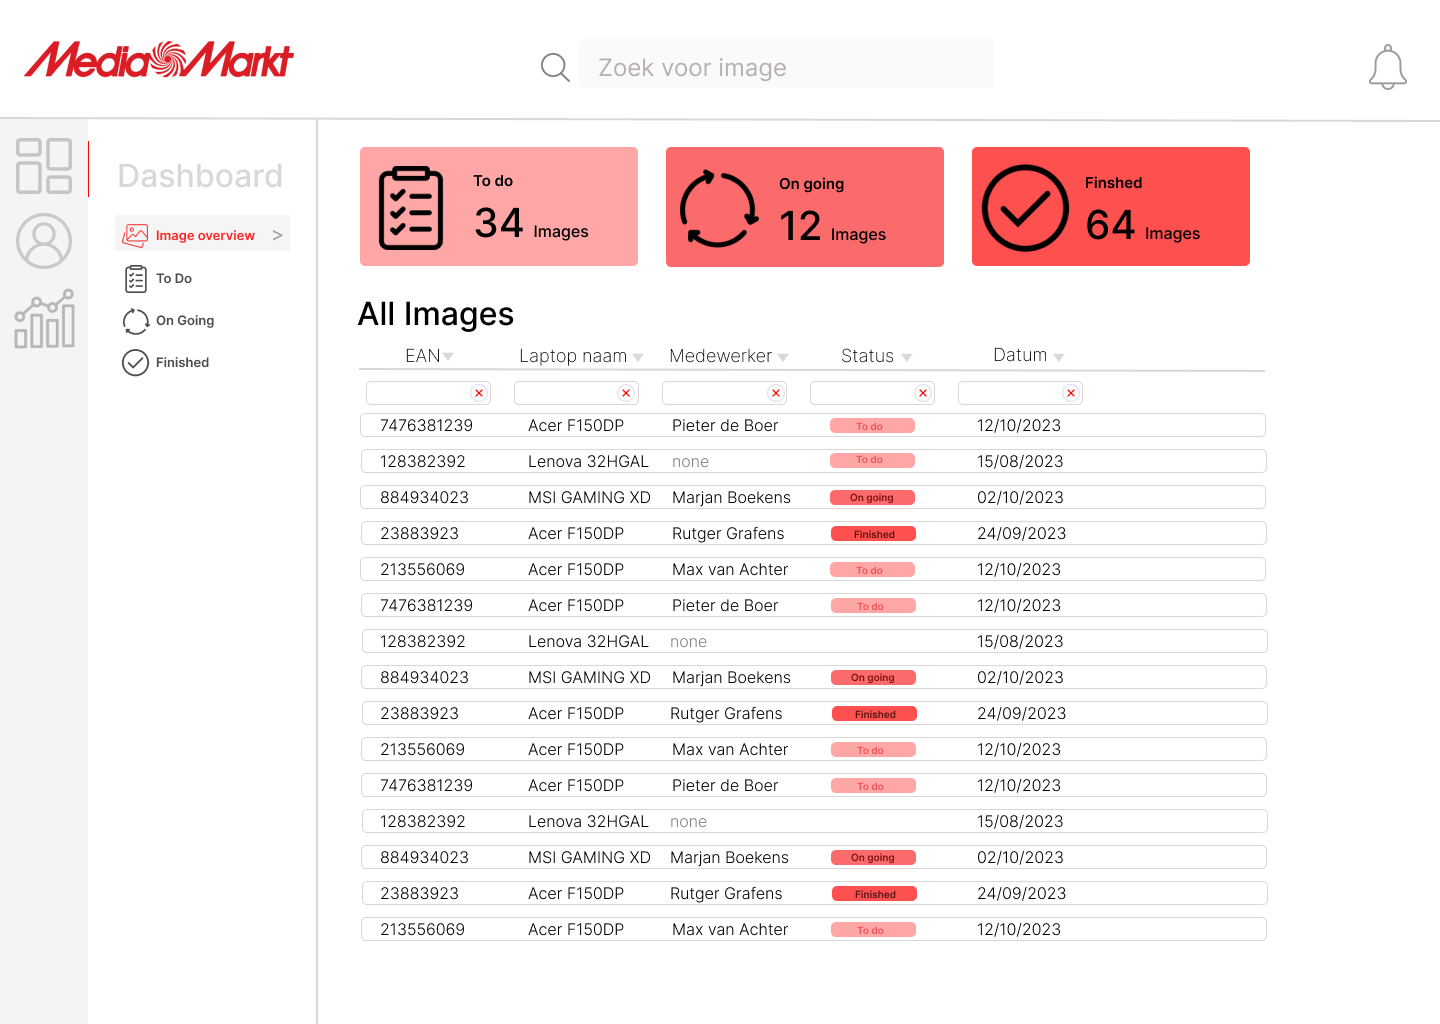 MediaMarkt
Zoek voor image
Dashboard
Image overview >
To Do
On Going
Finished
To do
34 Images
On going
12 Images
Finshed
64 Images
All Images
EAN Laptop naam Medewerker Status Datum
7476381239 Acer F150DP Pieter de Boer To do 12/10/2023
128382392 Lenova 32HGAL none To do 15/08/2023
884934023 MSI GAMING XD Marjan Boekens On going 02/10/2023
23883923 Acer F150DP Rutger Grafens Finished 24/09/2023
213556069 Acer F150DP Max van Achter To do 12/10/2023
7476381239 Acer F150DP Pieter de Boer To do 12/10/2023
128382392 Lenova 32HGAL none 15/08/2023
884934023 MSI GAMING XD Marjan Boekens On going 02/10/2023
23883923 Acer F150DP Rutger Grafens Finished 24/09/2023
213556069 Acer F150DP Max van Achter To do 12/10/2023
7476381239 Acer F150DP Pieter de Boer To do 12/10/2023
128382392 Lenova 32HGAL none 15/08/2023
884934023 MSI GAMING XD Marjan Boekens On going 02/10/2023
23883923 Acer F150DP Rutger Grafens Finished 24/09/2023
213556069 Acer F150DP Max van Achter To do 12/10/2023